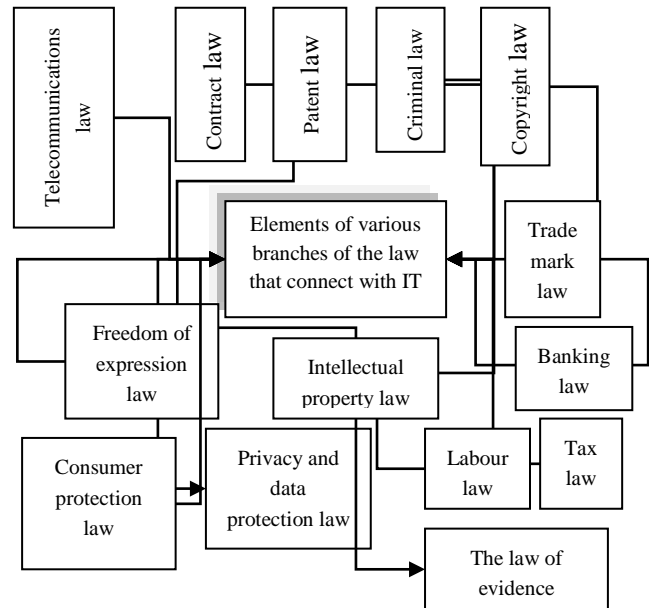 Telecommunications
law
Contract law
Patent law
Criminal law
Copyright law
Elements of various
branches of the law
that connect with IT
Trade
mark
law
Freedom of
expression
law
Intellectual
property law
Banking
law
Consumer
protection
law
Privacy and
data
protection law
Labour
law
Tax
law
The law of
evidence